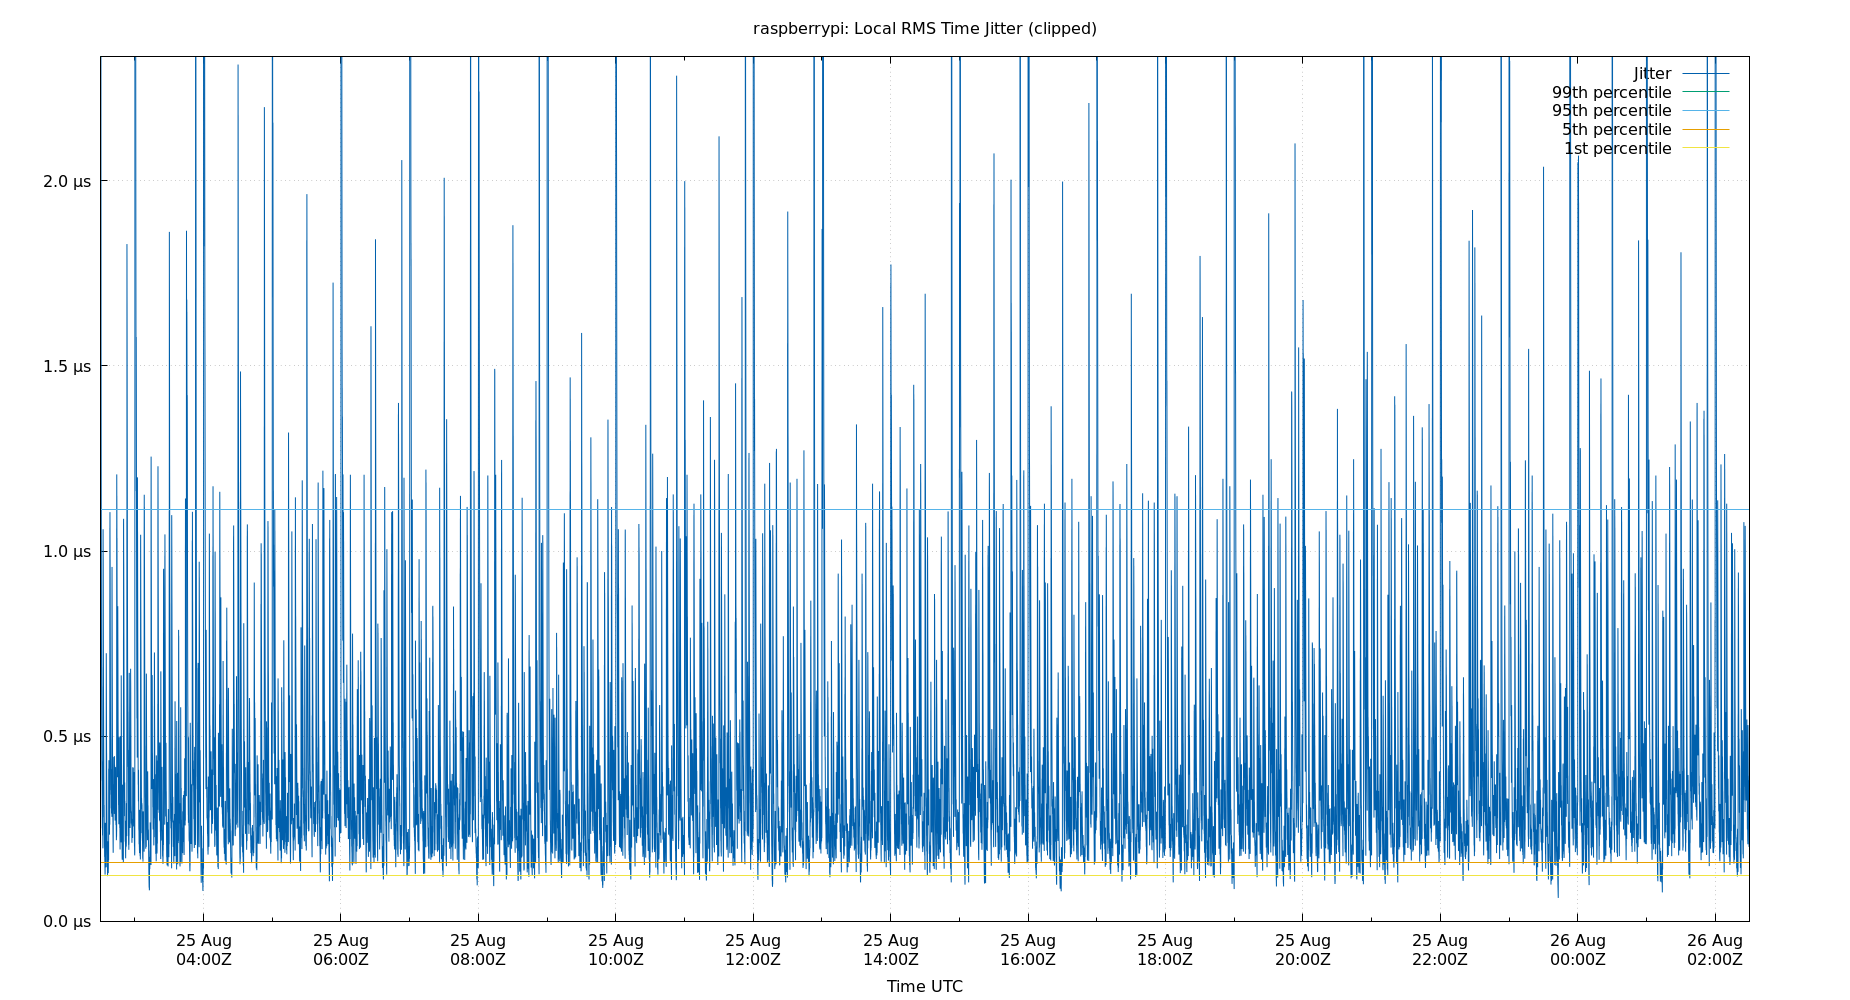 raspberrypi: Local RMS Time Jitter (clipped)
Jitter
99th percentile
95th percentile
5th percentile
1st percentile
2.0 µs
1.5 µs
1.0 µs
0.5 µs
0.0 µs
25 Aug 25 Aug 25 Aug 25 Aug 25 Aug 25 Aug 25 Aug 25 Aug 25 Aug 25 Aug 26 Aug 26 Aug
04:00Z 06:00Z 08:00Z 10:00Z 12:00Z 14:00Z 16:00Z 18:00Z 20:00Z 22:00Z 00:00Z 02:00Z
Time UTC